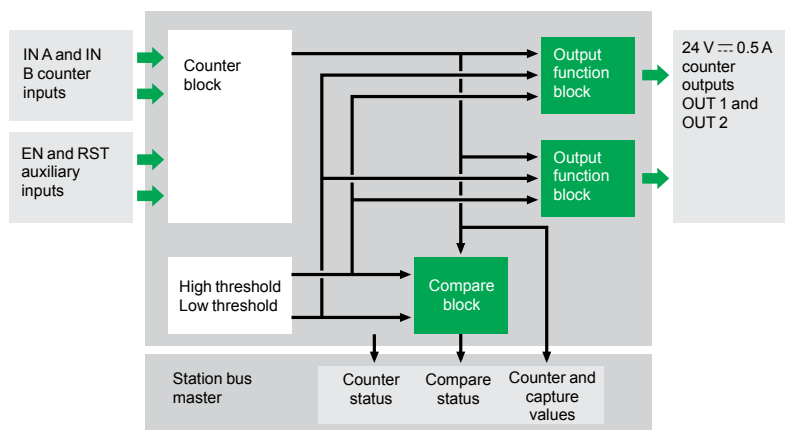 IN A and IN
B counter
inputs
EN and RST
auxiliary
inputs
Counter
block
High threshold
Low threshold
Output
function
block
Output
function
block
Compare
block
24 V ⎓ 0.5 A
counter
outputs
OUT 1 and
OUT 2
Station bus
master
Counter
status
Compare
status
Counter and
capture
values